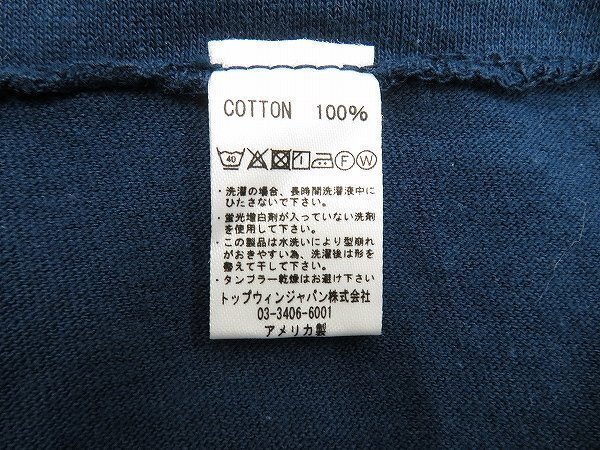 COTTON 100%
40 F W
・洗濯の場合、長時間洗濯液中に
ひたさないで下さい。
・蛍光増白剤が入っていない洗剤
を使用して下さい。
・この製品は水洗いにより型崩れ
がおきやすい為、洗濯後は形を
整えて干して下さい。
・タンブラー乾燥はお避け下さい
トップウィンジャパン株式会社
03-3406-6001
アメリカ製